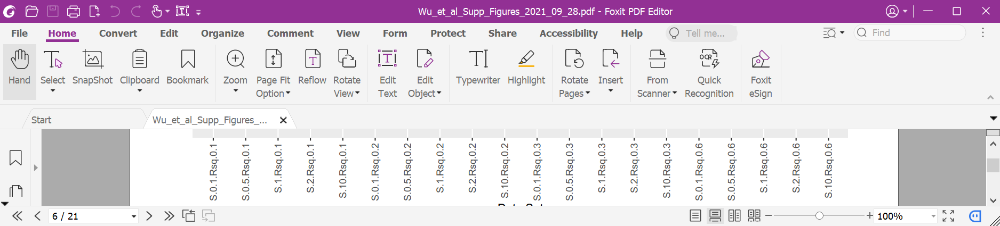 Wu_et_al_Supp_Figures_2021_09_28.pdf - Foxit PDF Editor
File Home Convert Edit Organize Comment View Form Protect Share Accessibility Help Tell me... Find
Hand Select SnapShot Clipboard Bookmark Zoom Page Fit Option Reflow Rotate View Edit Text Edit Object Typewriter Highlight Rotate Pages Insert From Scanner OCR Quick Recognition Foxit eSign
Start Wu_et_al_Supp_Figures_...
S.0.1.Rsq.0.1
S.0.5.Rsq.0.1
S.1.Rsq.0.1
S.2.Rsq.0.1
S.10.Rsq.0.1
S.0.1.Rsq.0.2
S.0.5.Rsq.0.2
S.1.Rsq.0.2
S.2.Rsq.0.2
S.10.Rsq.0.2
S.0.1.Rsq.0.3
S.0.5.Rsq.0.3
S.1.Rsq.0.3
S.2.Rsq.0.3
S.10.Rsq.0.3
S.0.1.Rsq.0.6
S.0.5.Rsq.0.6
S.1.Rsq.0.6
S.2.Rsq.0.6
S.10.Rsq.0.6
6 / 21 100%